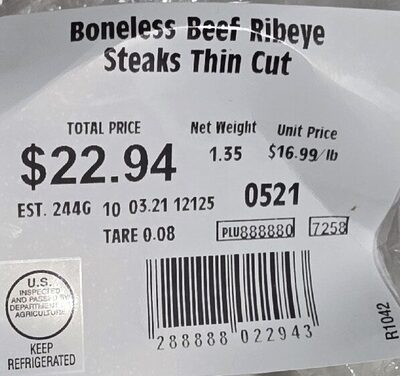 Boneless Beef Ribeye
Steaks Thin Cut
TOTAL PRICE Net Weight Unit Price
$22.94 1.35 $16.99/lb
EST. 244G 10 03.21 12125 0521
TARE 0.08 PLU888880 7258
U.S.
INSPECTED
AND PASSED BY
DEPARTMENT OF
AGRICULTURE
KEEP
REFRIGERATED
288888 022943
R1042